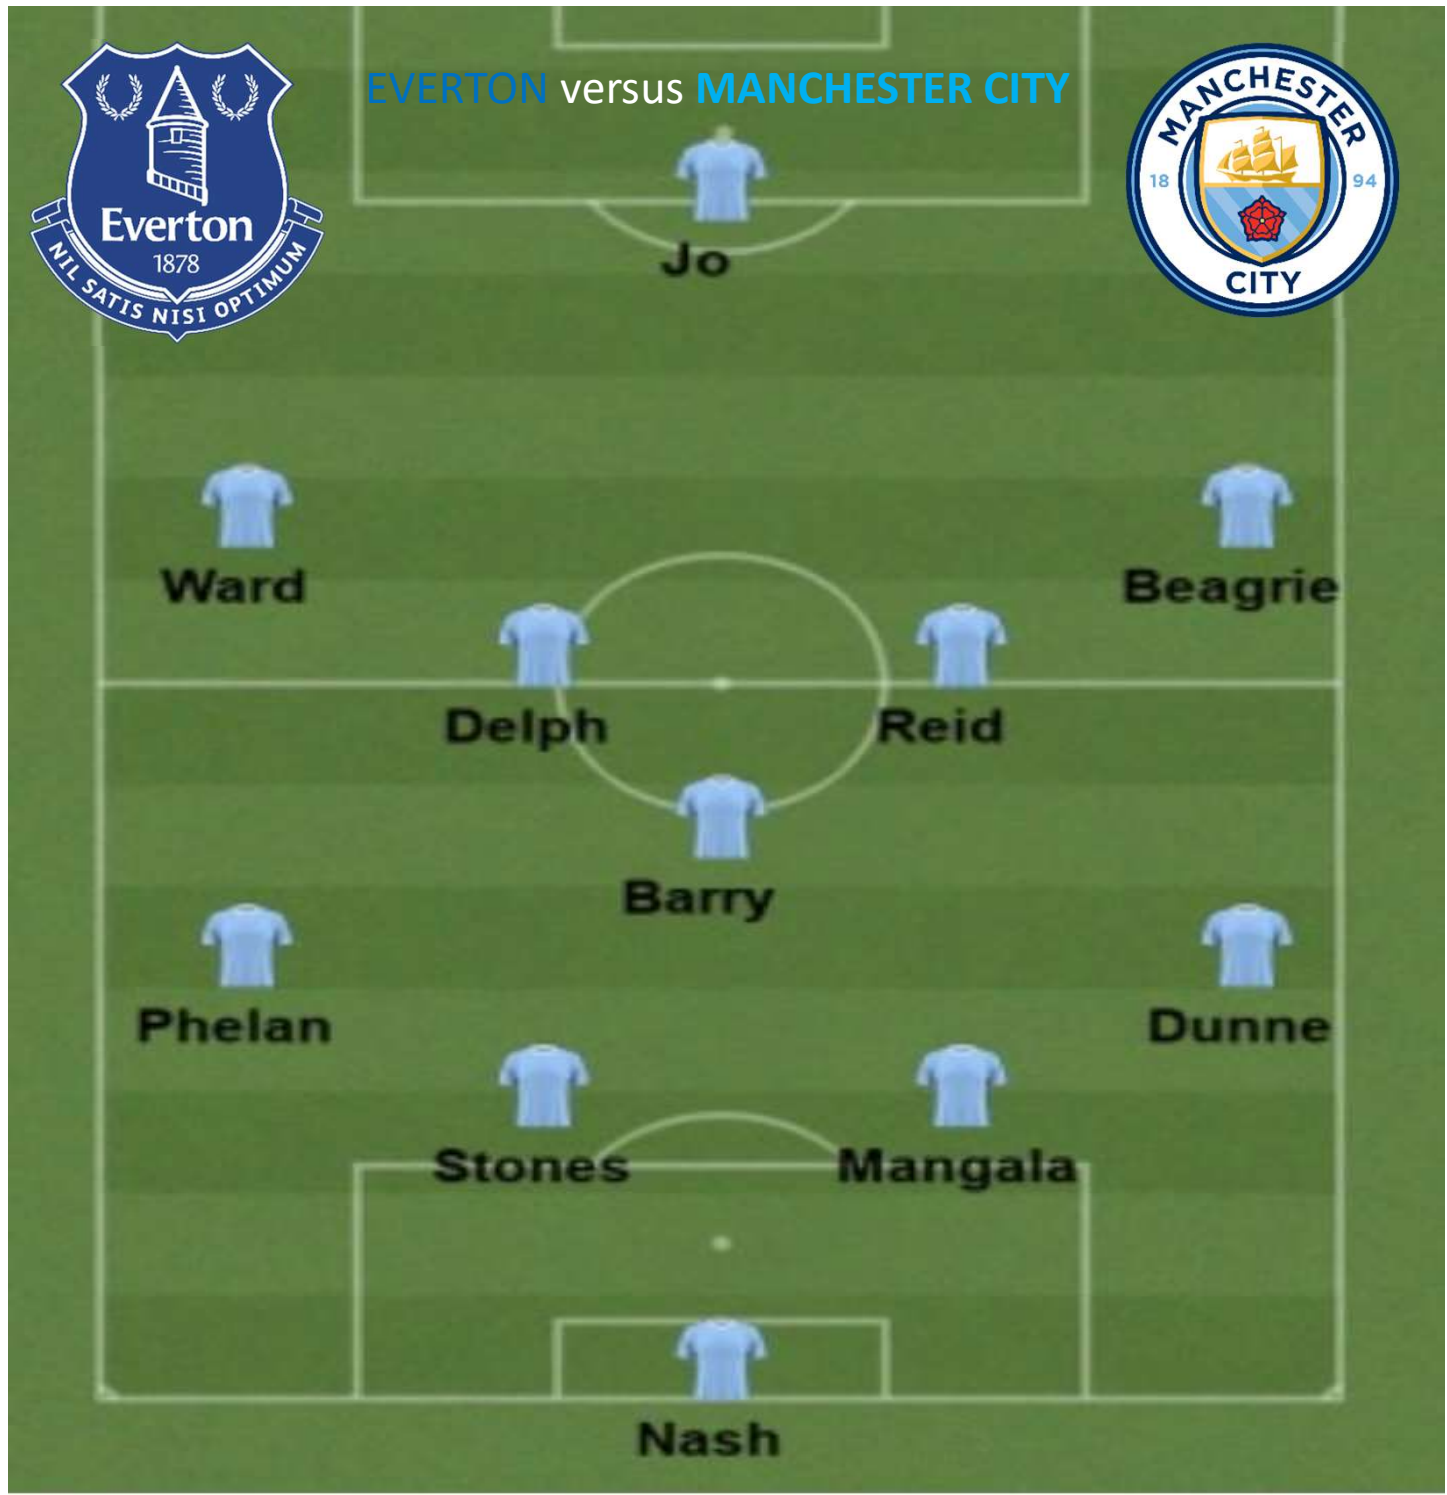 EVERTON versus MANCHESTER CITY
Everton
1878
NIL SATIS NISI OPTIMUM
MANCHESTER
18 94
CITY
Jo
Ward
Beagrie
Delph
Reid
Barry
Phelan
Dunne
Stones
Mangala
Nash